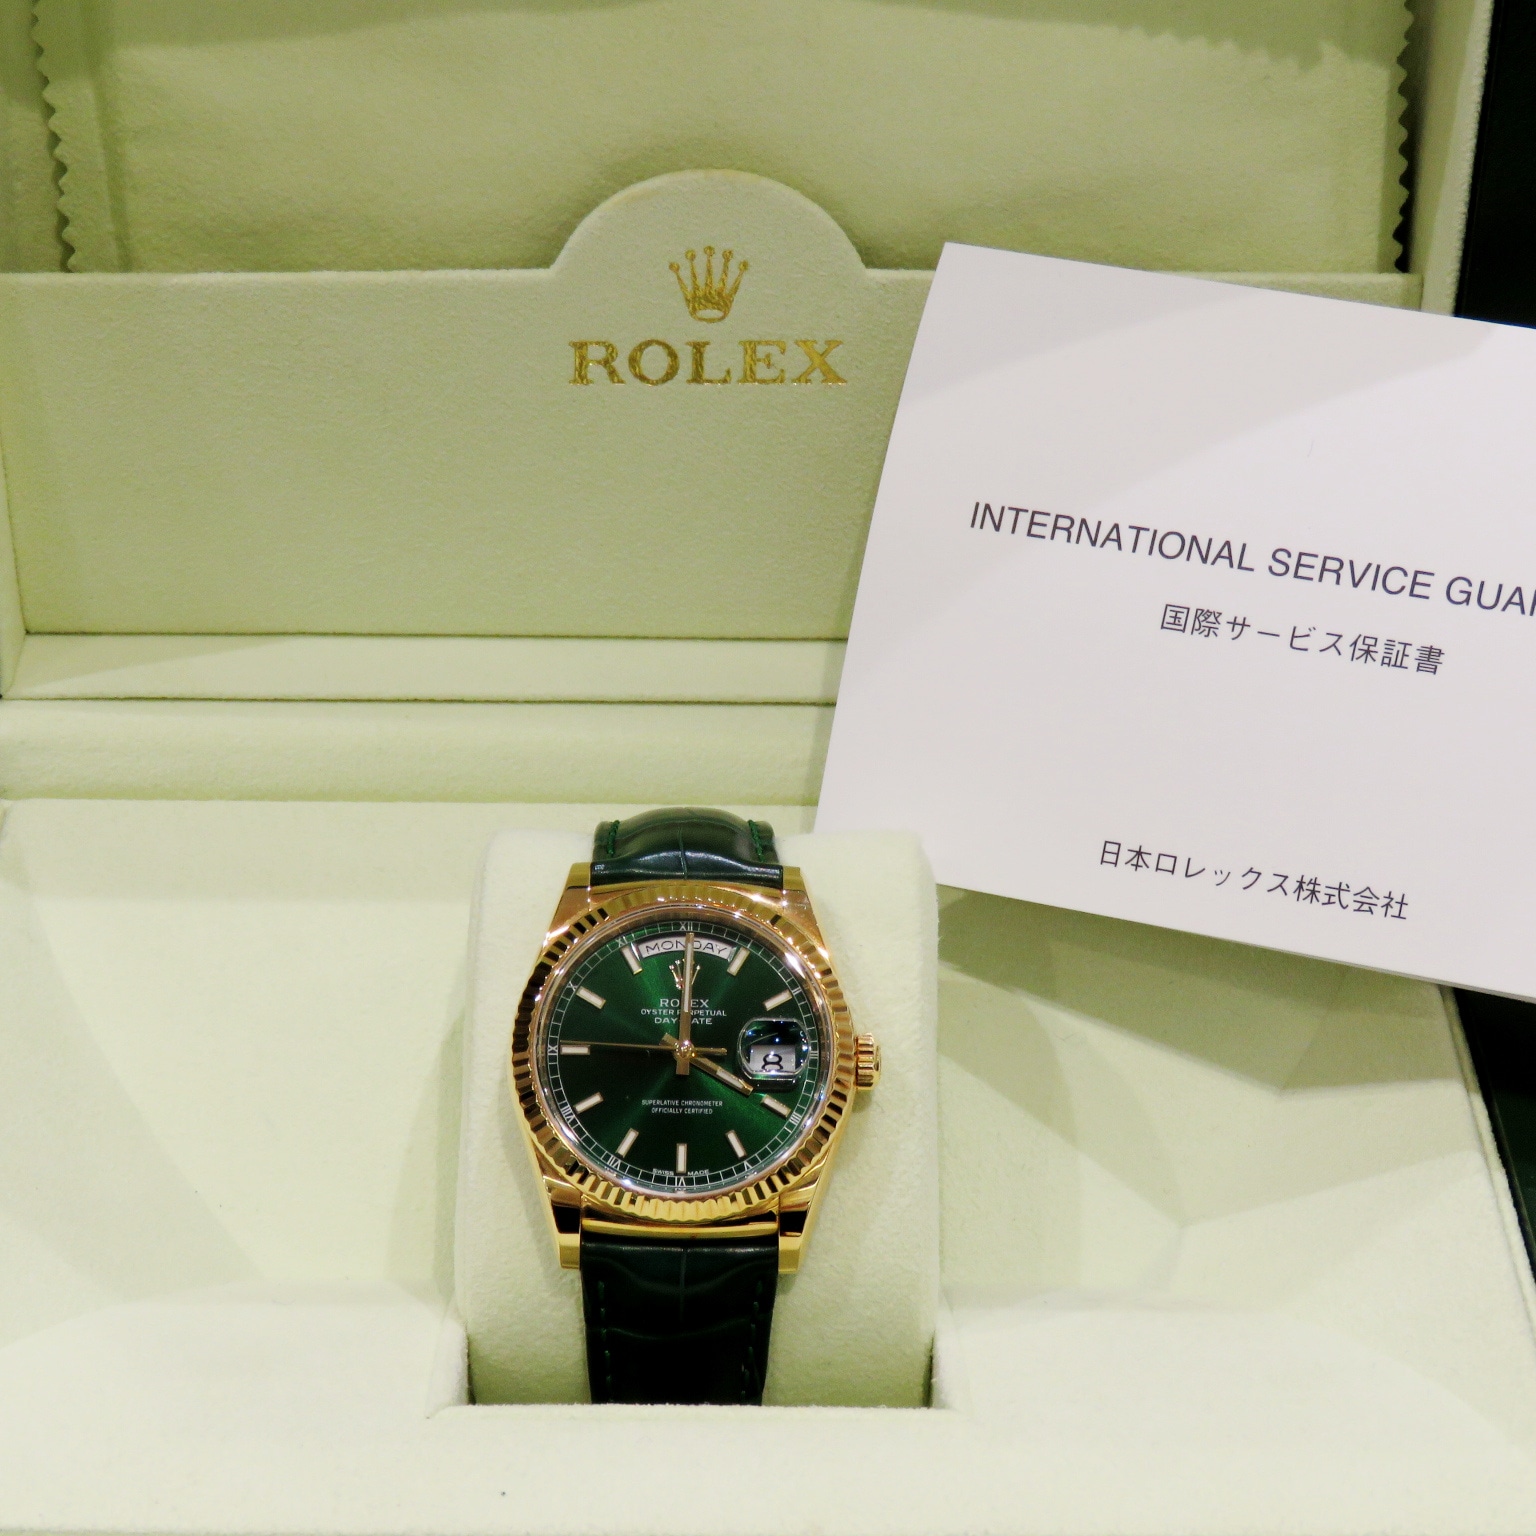 ROLEX
INTERNATIONAL SERVICE
国際サービス保証書
日本ロレックス株式会社
XII
MONDAY
ROLEX
OYSTER PERPETUAL
DAY-DATE
8
SUPERLATIVE CHRONOMETER
OFFICIALLY CERTIFIED
SWISS MADE